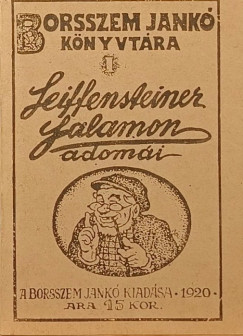 BORSSZEM JANKÓ
KÖNYVTÁRA
1
Seiffensteiner
Salamon
adomái
A BORSSZEM JANKÓ KIADÁSA • 1920 •
ÁRA 15 KOR.